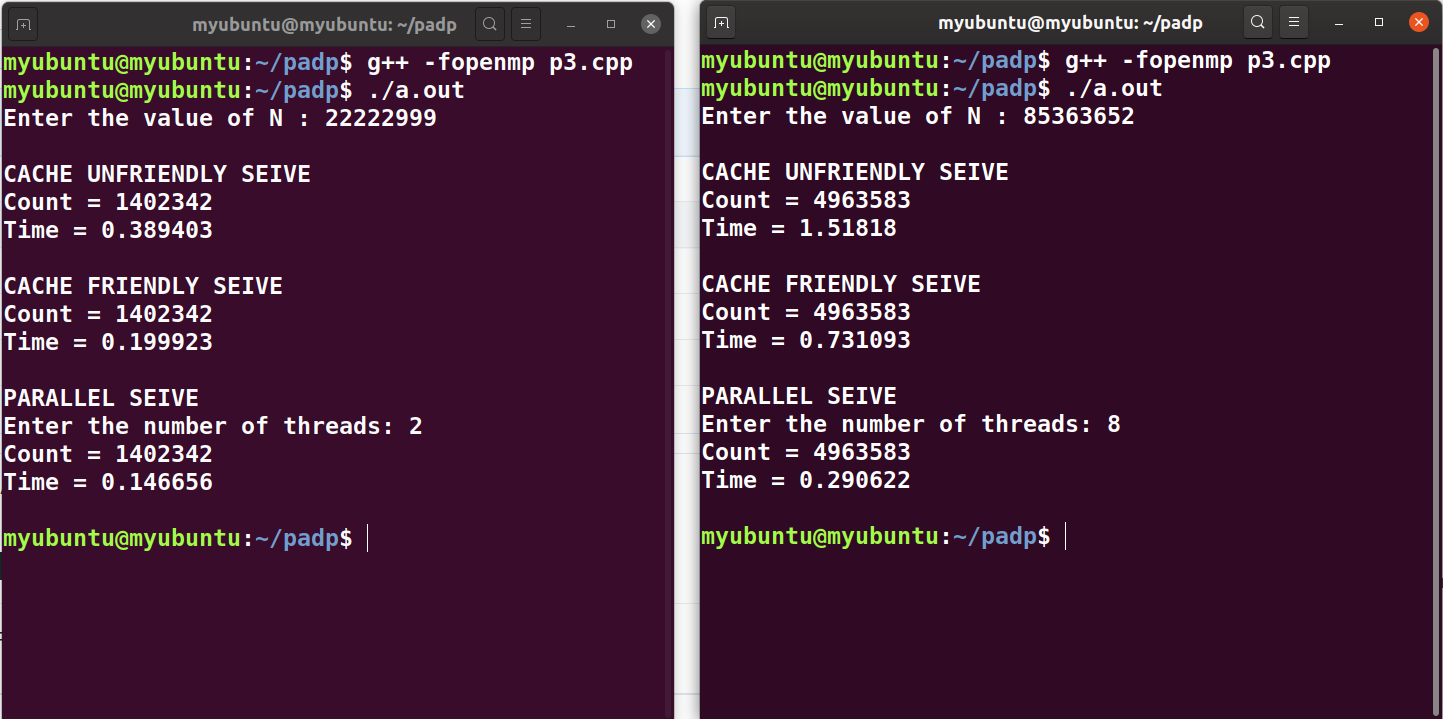 myubuntu@myubuntu: ~/padp
myubuntu@myubuntu:~/padp$ g++ -fopenmp p3.cpp
myubuntu@myubuntu:~/padp$ ./a.out
Enter the value of N : 22222999
CACHE UNFRIENDLY SEIVE
Count = 1402342
Time = 0.389403
CACHE FRIENDLY SEIVE
Count = 1402342
Time = 0.199923
PARALLEL SEIVE
Enter the number of threads: 2
Count = 1402342
Time = 0.146656
myubuntu@myubuntu:~/padp$
myubuntu@myubuntu: ~/padp
myubuntu@myubuntu:~/padp$ g++ -fopenmp p3.cpp
myubuntu@myubuntu:~/padp$ ./a.out
Enter the value of N : 85363652
CACHE UNFRIENDLY SEIVE
Count = 4963583
Time = 1.51818
CACHE FRIENDLY SEIVE
Count = 4963583
Time = 0.731093
PARALLEL SEIVE
Enter the number of threads: 8
Count = 4963583
Time = 0.290622
myubuntu@myubuntu:~/padp$